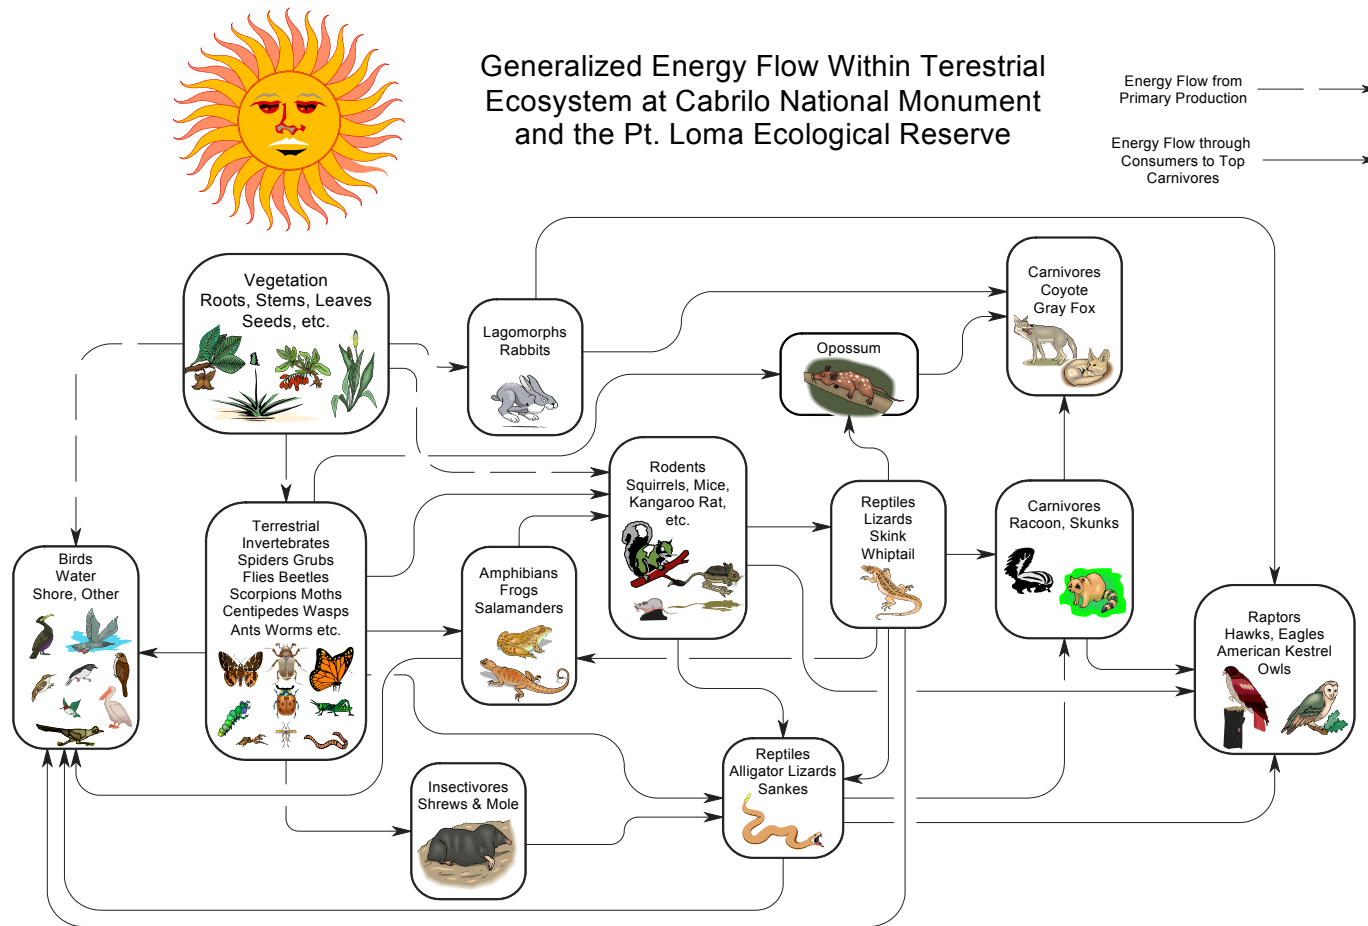 Generalized Energy Flow Within Terestrial
Ecosystem at Cabrilo National Monument
and the Pt. Loma Ecological Reserve
Energy Flow from
Primary Production
Energy Flow through
Consumers to Top
Carnivores
Vegetation
Roots, Stems, Leaves
Seeds, etc.
Lagomorphs
Rabbits
Opossum
Carnivores
Coyote
Gray Fox
Rodents
Squirrels, Mice,
Kangaroo Rat,
etc.
Reptiles
Lizards
Skink
Whiptail
Carnivores
Racoon, Skunks
Birds
Water
Shore, Other
Terrestrial
Invertebrates
Spiders Grubs
Flies Beetles
Scorpions Moths
Centipedes Wasps
Ants Worms etc.
Amphibians
Frogs
Salamanders
Raptors
Hawks, Eagles
American Kestrel
Owls
Insectivores
Shrews & Mole
Reptiles
Alligator Lizards
Sankes